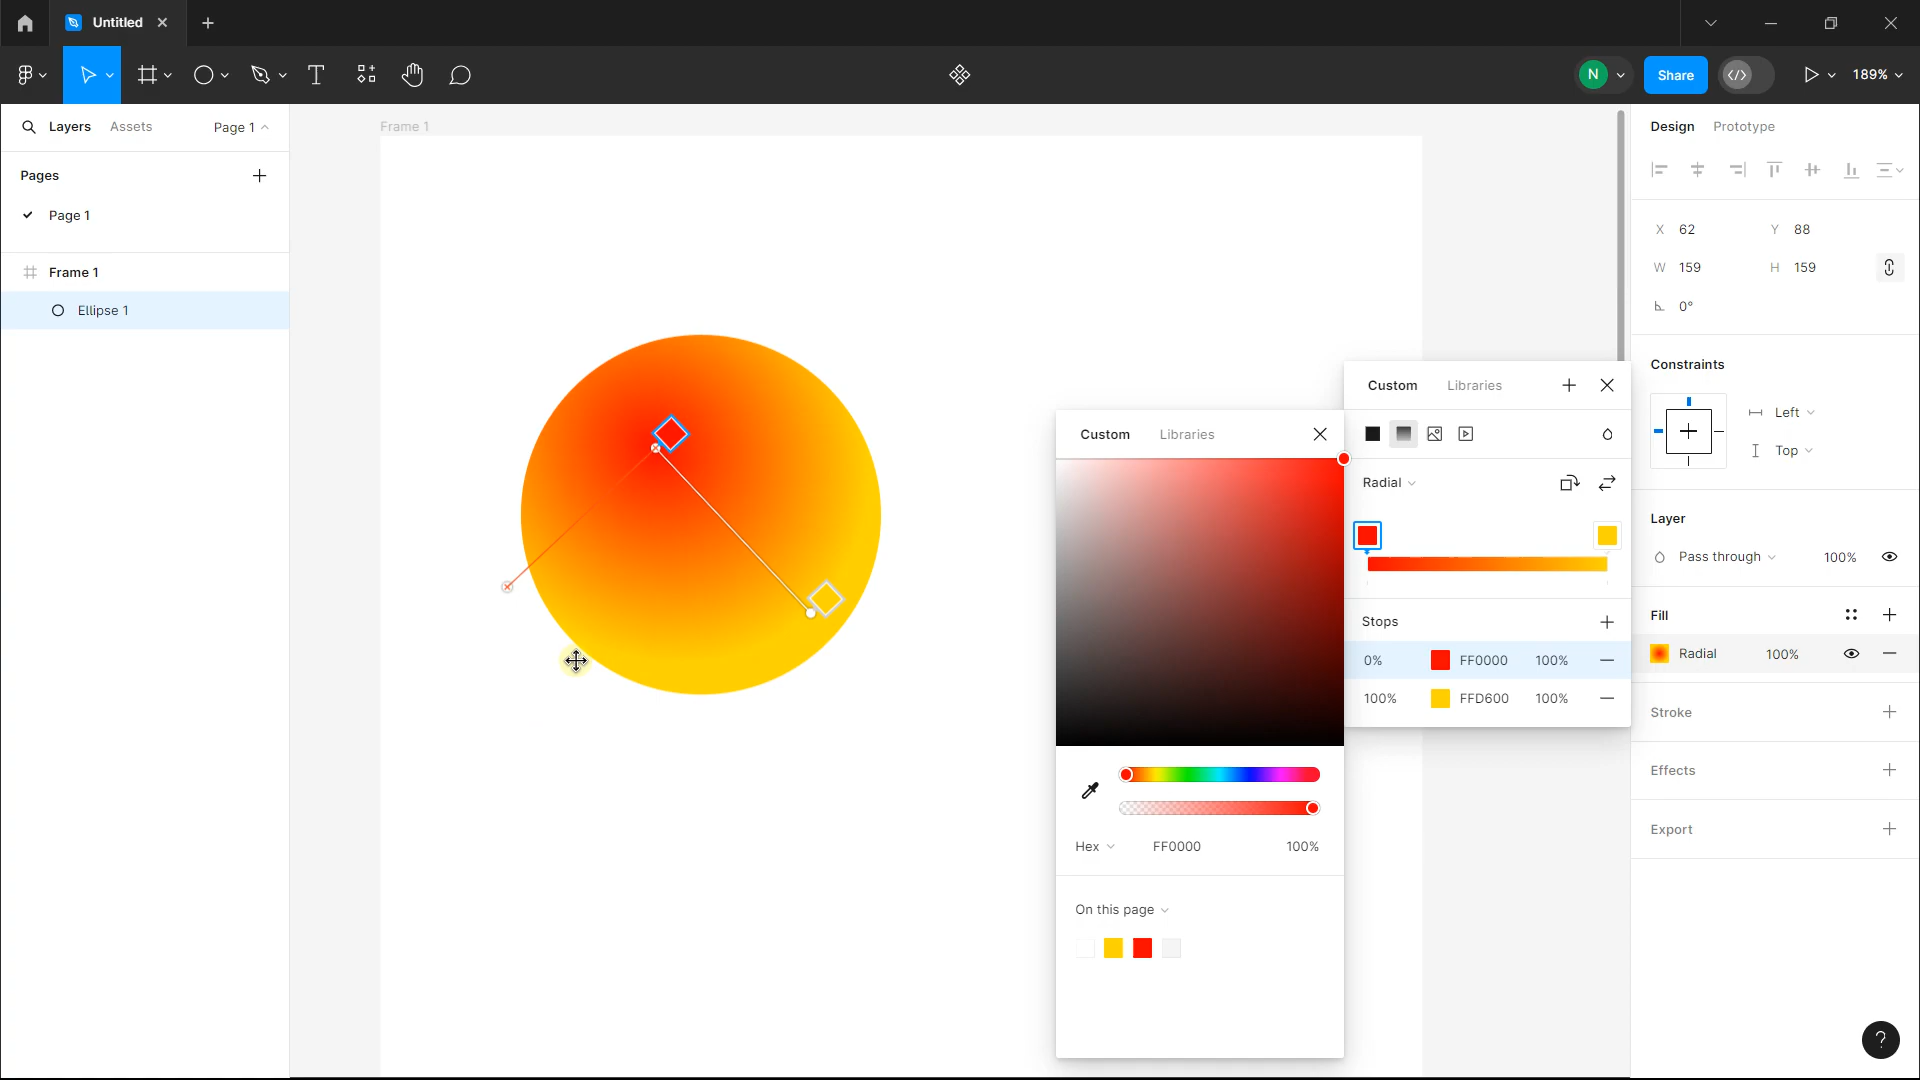 Untitled
N
Share
189%
Layers
Assets
Page 1
Pages
Page 1
Frame 1
Ellipse 1
Frame 1
Custom
Libraries
Hex
FF0000
100%
On this page
Custom
Libraries
Radial
Stops
0%
FF0000
100%
100%
FFD600
100%
Design
Prototype
X
62
Y
88
W
159
H
159
0°
Constraints
Left
Top
Layer
Pass through
100%
Fill
Radial
100%
Stroke
Effects
Export
?